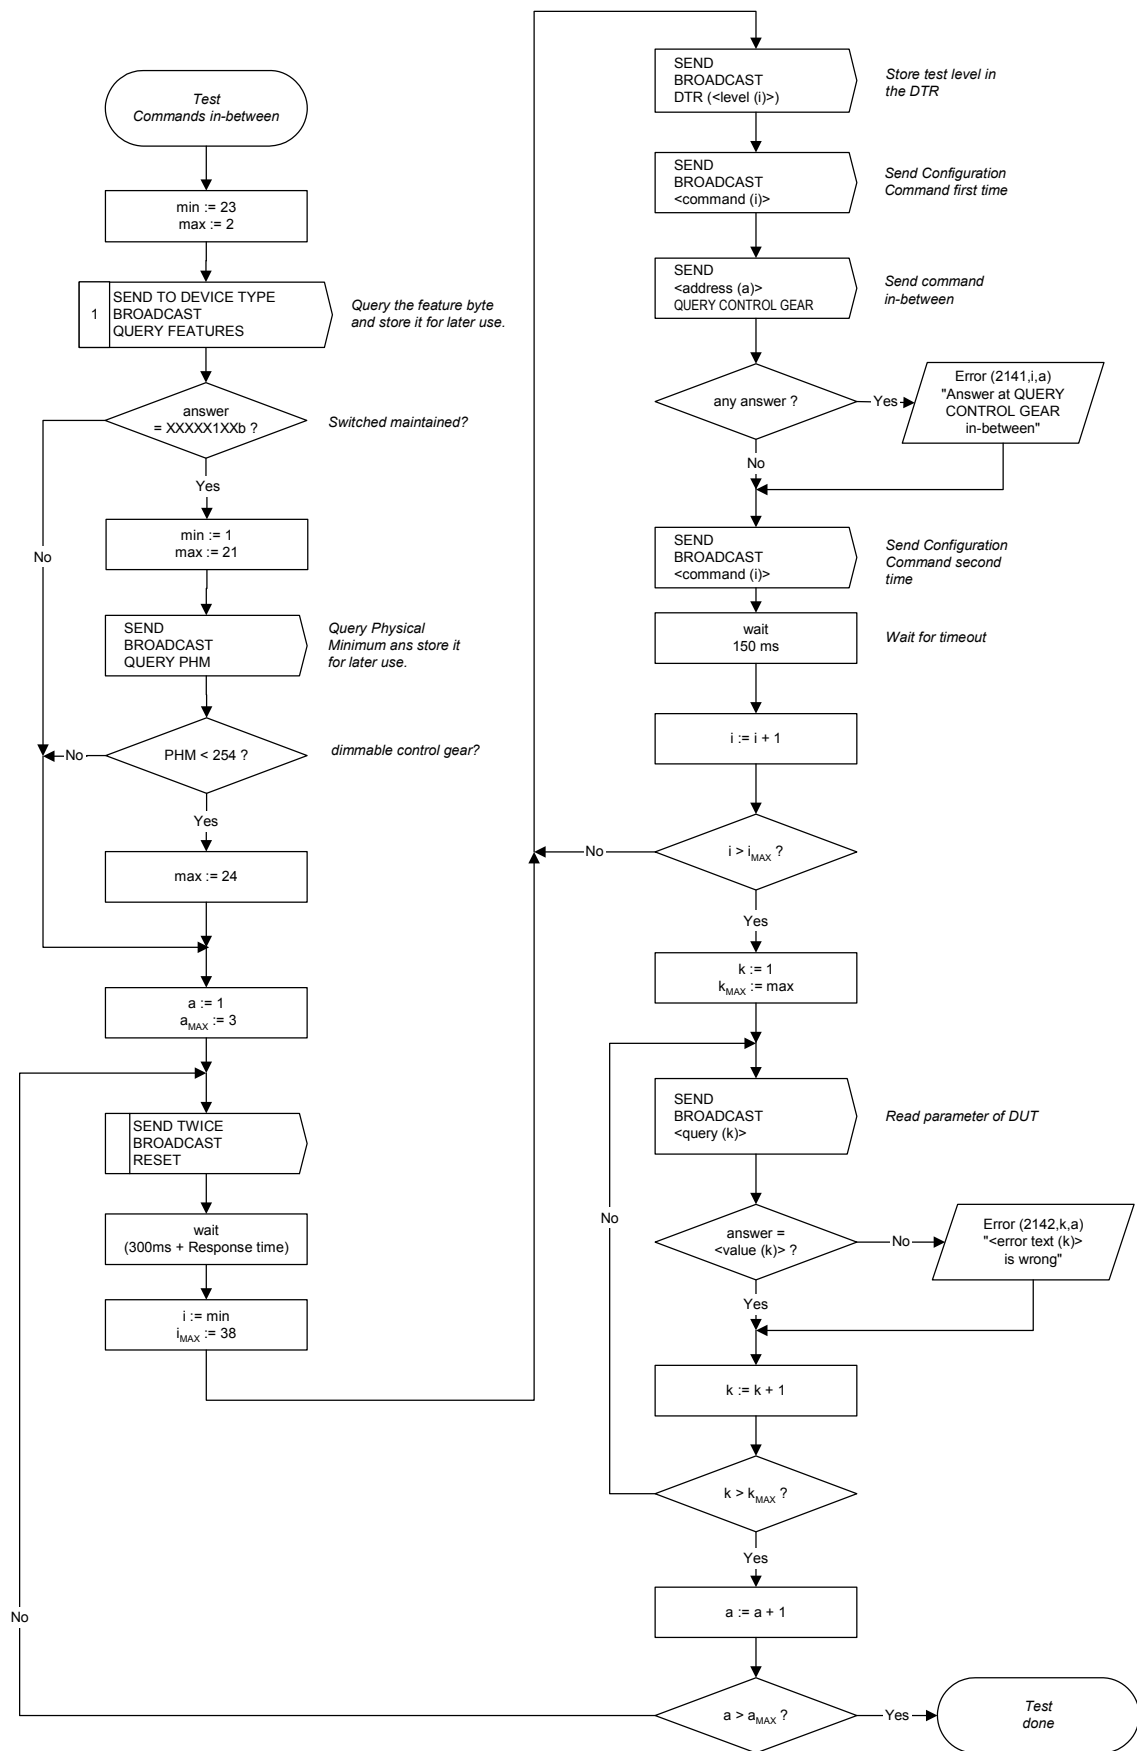 Test
Commands in-between
min := 23
max := 2
1
SEND TO DEVICE TYPE
BROADCAST
QUERY FEATURES
Query the feature byte
and store it for later use.
answer
= XXXXX1XXb ?
Switched maintained?
Yes
No
min := 1
max := 21
SEND
BROADCAST
QUERY PHM
Query Physical
Minimum ans store it
for later use.
PHM < 254 ?
No
dimmable control gear?
Yes
max := 24
a := 1
aMAX := 3
SEND TWICE
BROADCAST
RESET
wait
(300ms + Response time)
i := min
iMAX := 38
SEND
BROADCAST
DTR (<level (i)>)
Store test level in
the DTR
SEND
BROADCAST
<command (i)>
Send Configuration
Command first time
SEND
<address (a)>
QUERY CONTROL GEAR
Send command
in-between
any answer ?
Yes
Error (2141,i,a)
"Answer at QUERY
CONTROL GEAR
in-between"
No
SEND
BROADCAST
<command (i)>
Send Configuration
Command second
time
wait
150 ms
Wait for timeout
i := i + 1
i > iMAX ?
No
Yes
k := 1
kMAX := max
SEND
BROADCAST
<query (k)>
Read parameter of DUT
No
answer =
<value (k)> ?
No
Error (2142,k,a)
"<error text (k)>
is wrong"
Yes
k := k + 1
k > kMAX ?
Yes
a := a + 1
No
a > aMAX ?
Yes
Test
done